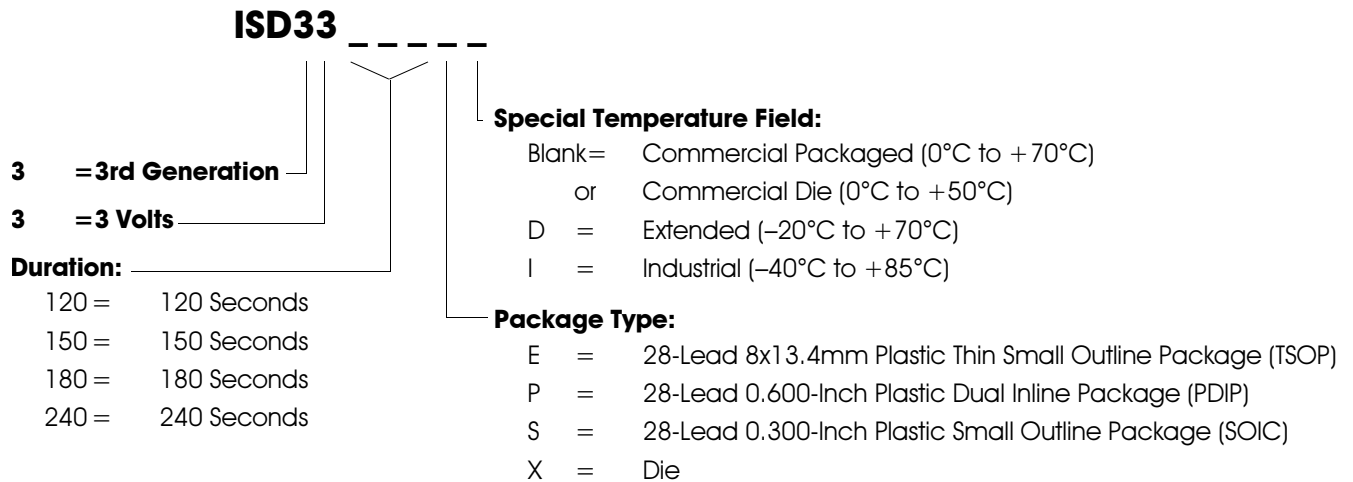 ISD33 _ _ _ _ _
3 =3rd Generation
3 =3 Volts
Duration:
120 = 120 Seconds
150 = 150 Seconds
180 = 180 Seconds
240 = 240 Seconds
Special Temperature Field:
Blank= Commercial Packaged (0°C to +70°C)
or Commercial Die (0°C to +50°C)
D = Extended (–20°C to +70°C)
I = Industrial (–40°C to +85°C)
Package Type:
E = 28-Lead 8x13.4mm Plastic Thin Small Outline Package (TSOP)
P = 28-Lead 0.600-Inch Plastic Dual Inline Package (PDIP)
S = 28-Lead 0.300-Inch Plastic Small Outline Package (SOIC)
X = Die